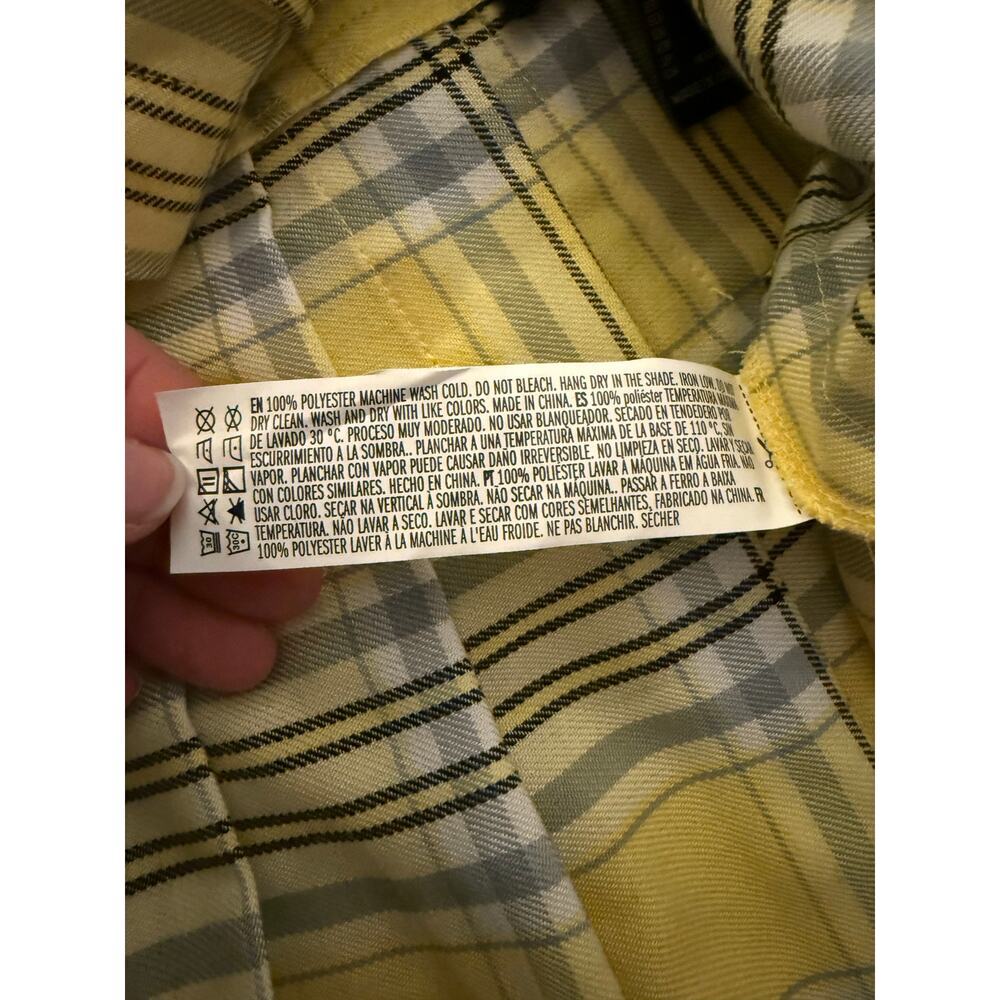 EN 100% POLYESTER MACHINE WASH COLD. DO NOT BLEACH. HANG DRY IN THE SHADE. IRON LOW. DO NOT
DRY CLEAN. WASH AND DRY WITH LIKE COLORS. MADE IN CHINA. ES 100% poliéster TEMPERATURA MÁXIMA
DE LAVADO 30 °C. PROCESO MUY MODERADO. NO USAR BLANQUEADOR. SECADO EN TENDEDERO POR
ESCURRIMIENTO A LA SOMBRA.. PLANCHAR A UNA TEMPERATURA MÁXIMA DE LA BASE DE 110 °C, SIN
VAPOR. PLANCHAR CON VAPOR PUEDE CAUSAR DAÑO IRREVERSIBLE. NO LIMPIEZA EN SECO. LAVAR Y SECAR
CON COLORES SIMILARES. HECHO EN CHINA. PT 100% POLIÉSTER LAVAR À MÁQUINA EM ÁGUA FRIA. NÃO
USAR CLORO. SEÇAR NA VERTICAL À SOMBRA. NÃO SECAR NA MÁQUINA.. PASSAR A FERRO A BAIXA
TEMPERATURA. NÃO LAVAR A SECO. LAVAR E SECAR COM CORES SEMELHANTES, FABRICADO NA CHINA. FR
100% POLYESTER LAVER À LA MACHINE À L'EAU FROIDE. NE PAS BLANCHIR. SÉCHER
30
30C